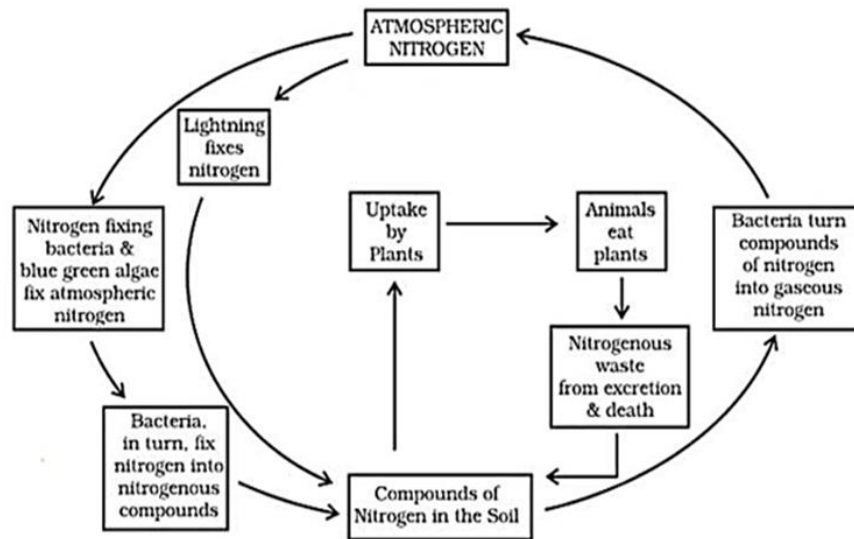 ATMOSPHERIC
NITROGEN
Lightning
fixes
nitrogen
Nitrogen fixing
bacteria &
blue green algae
fix atmospheric
nitrogen
Uptake
by
Plants
Animals
eat
plants
Bacteria turn
compounds
of nitrogen
into gaseous
nitrogen
Nitrogenous
waste
from excretion
& death
Bacteria,
in turn, fix
nitrogen into
nitrogenous
compounds
Compounds of
Nitrogen in the Soil